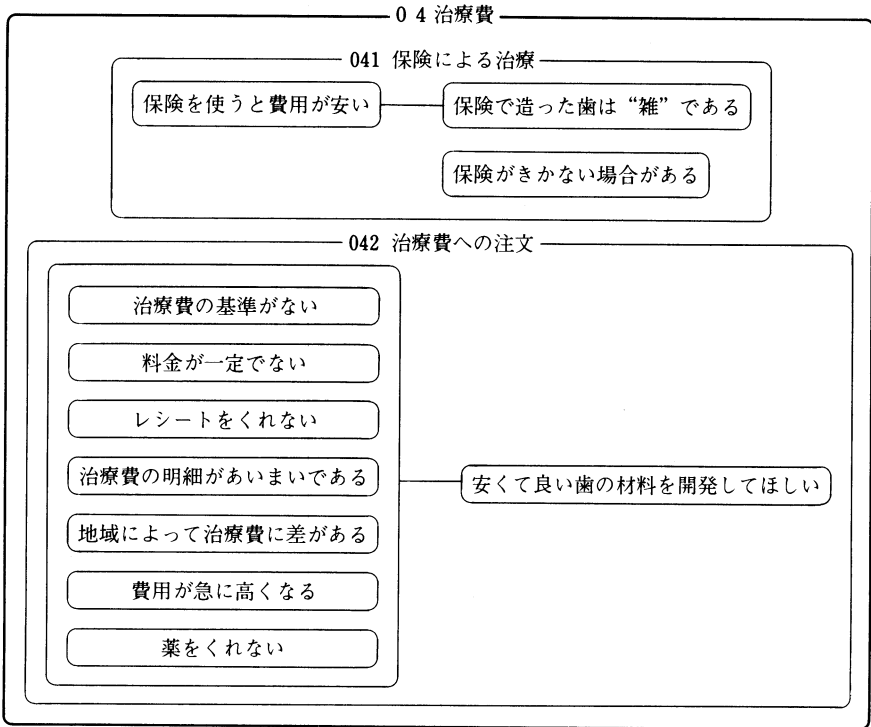 04治療費
041 保険による治療
保険を使うと費用が安い
保険で造った歯は“雑”である
保険がきかない場合がある
042 治療費への注文
治療費の基準がない
料金が一定でない
レシートをくれない
治療費の明細があいまいである
地域によって治療費に差がある
費用が急に高くなる
薬をくれない
安くて良い歯の材料を開発してほしい